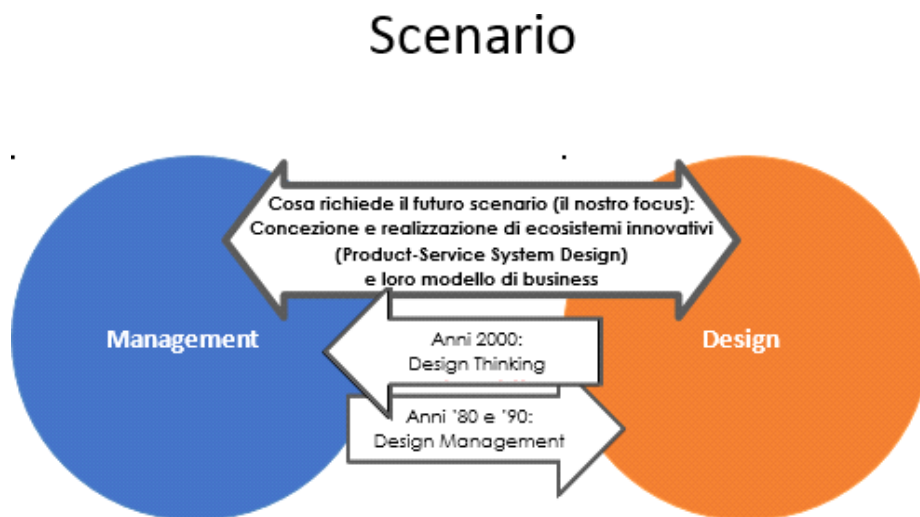 Scenario
Cosa richiede il futuro scenario (il nostro focus):
Concezione e realizzazione di ecosistemi innovativi
(Product-Service System Design)
e loro modello di business
Management
Design
Anni 2000:
Design Thinking
Anni '80 e '90:
Design Management